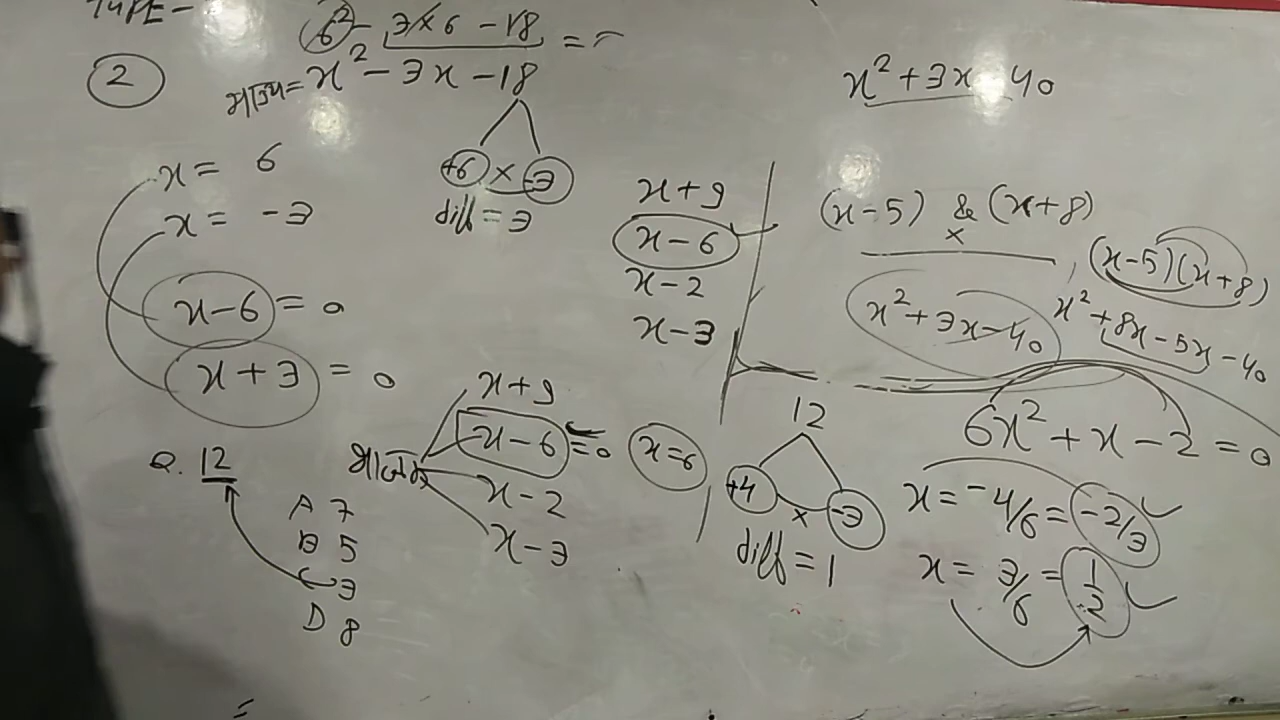 TYPE -
6² - 3×6 - 18 =
2
भाज्य = x² - 3x - 18
+6 × -3
diff = 3
x = 6
x = -3
x - 6 = 0
x + 3 = 0
x + 9
x - 6
x - 2
x - 3
Q. 12
A 7
B 5
C 3
D 8
भाजक
x + 9
x - 6 = 0
x = 6
x - 2
x - 3
=
x² + 3x 40
(x-5) & (x+8)
×
(x-5)(x+8)
x² + 3x - 40
x² + 8x - 5x - 40
12
+4 × -3
diff = 1
6x² + x - 2 = 0
x = -4/6 = -2/3
x = 3/6 = 1/2